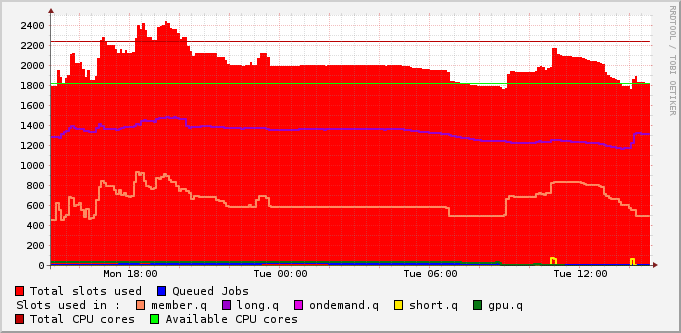 2400
2200
2000
1800
1600
1400
1200
1000
800
600
400
200
0
Mon 18:00 Tue 00:00 Tue 06:00 Tue 12:00
RRDTOOL / TOBI OETIKER
Total slots used Queued Jobs
Slots used in : member.q long.q ondemand.q short.q gpu.q
Total CPU cores Available CPU cores